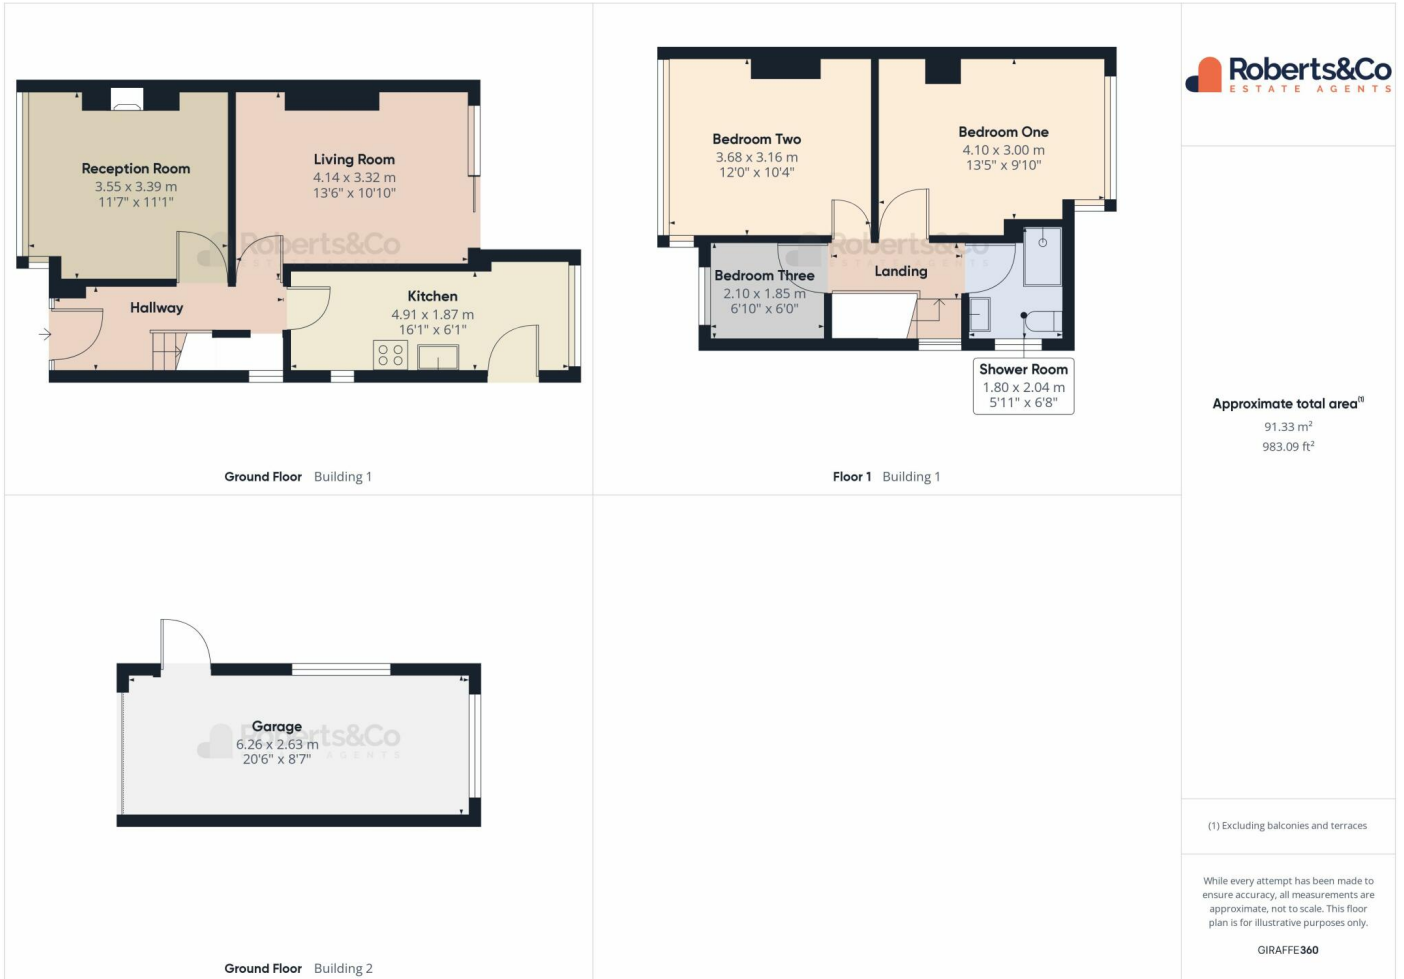 Reception Room
3.55 x 3.39 m
11'7" x 11'1"
Living Room
4.14 x 3.32 m
13'6" x 10'10"
Roberts&Co
Hallway
Kitchen
4.91 x 1.87 m
16'1" x 6'1"
Ground Floor Building 1
Bedroom Two
3.68 x 3.16 m
12'0" x 10'4"
Bedroom One
4.10 x 3.00 m
13'5" x 9'10"
Roberts&Co
Bedroom Three
2.10 x 1.85 m
6'10" x 6'0"
Landing
Shower Room
1.80 x 2.04 m
5'11" x 6'8"
Floor 1 Building 1
Garage
6.26 x 2.63 m
20'6" x 8'7"
Roberts&Co
AGENTS
Ground Floor Building 2
Roberts&Co
ESTATE AGENTS
Approximate total area(1)
91.33 m²
983.09 ft²
(1) Excluding balconies and terraces
While every attempt has been made to
ensure accuracy, all measurements are
approximate, not to scale. This floor
plan is for illustrative purposes only.
GIRAFFE360